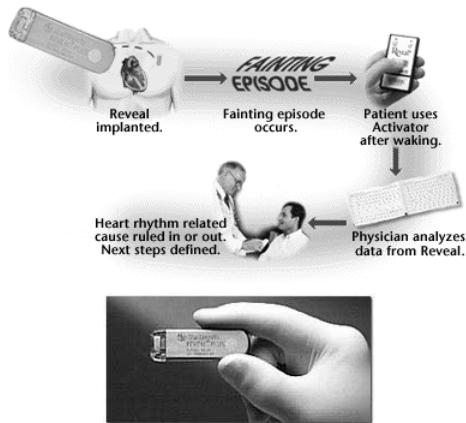 FAINTING
EPISODE
Reveal
Reveal
implanted.
Fainting episode
occurs.
Patient uses
Activator
after waking.
Heart rhythm related
cause ruled in or out.
Next steps defined.
Physician analyzes
data from Reveal.